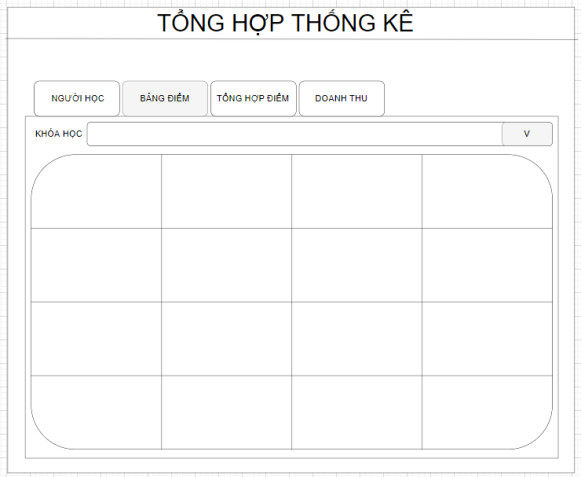 TỔNG HỢP THỐNG KÊ
NGƯỜI HỌC BẢNG ĐIỂM TỔNG HỢP ĐIỂM DOANH THU
KHÓA HỌC V